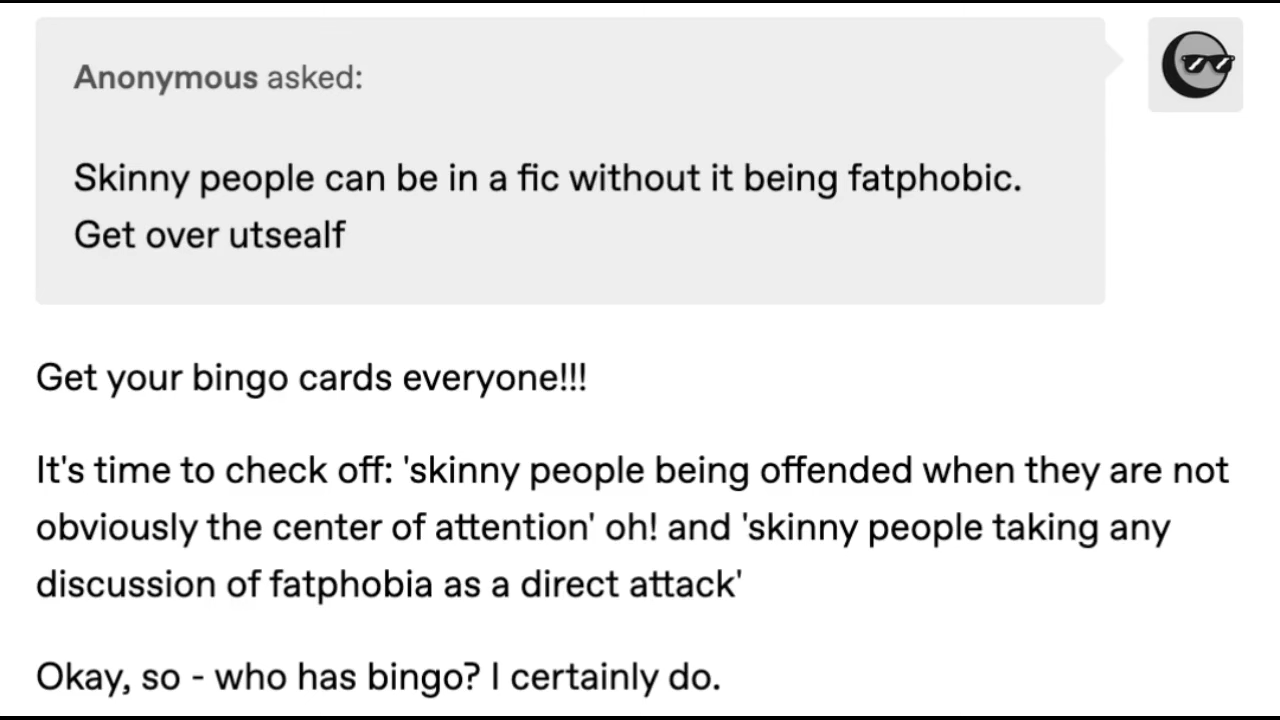 Anonymous asked:
Skinny people can be in a fic without it being fatphobic.
Get over utsealf
Get your bingo cards everyone!!!
It's time to check off: 'skinny people being offended when they are not
obviously the center of attention' oh! and 'skinny people taking any
discussion of fatphobia as a direct attack'
Okay, so - who has bingo? I certainly do.